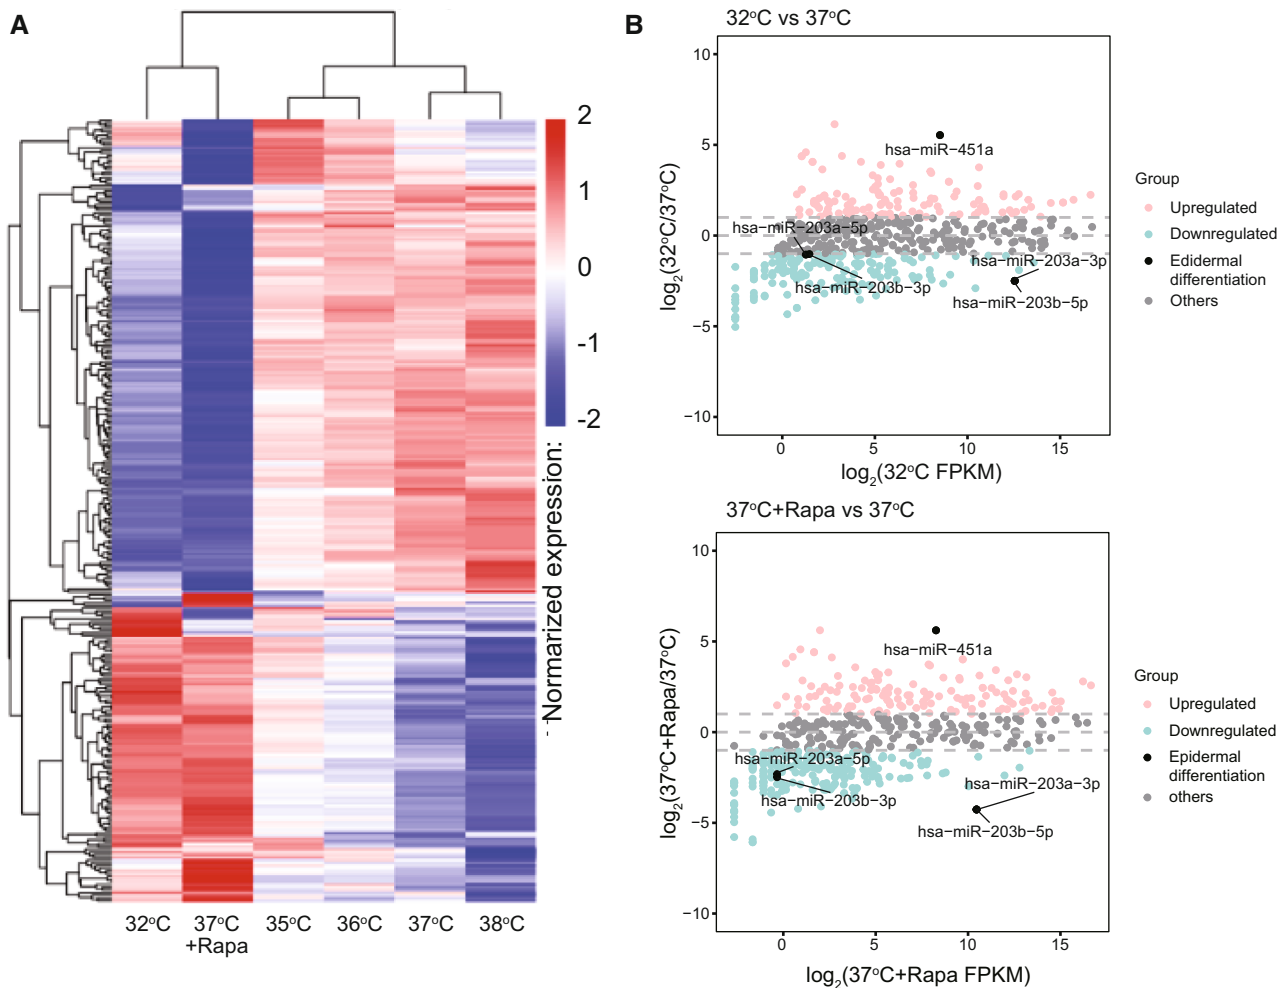 A
2
1
0
-1
-2
Normarized expression:
32°C
37°C
+Rapa
35°C
36°C
37°C
38°C
B
32°C vs 37°C
log2(32°C/37°C)
10
5
0
−5
−10
hsa−miR−451a
hsa−miR−203a−5p
hsa−miR−203b−3p
hsa−miR−203a−3p
hsa−miR−203b−5p
0
5
10
15
log2(32°C FPKM)
Group
Upregulated
Downregulated
Edidermal
differentiation
Others
37°C+Rapa vs 37°C
log2(37°C+Rapa/37°C)
10
5
0
−5
−10
hsa−miR−451a
hsa−miR−203a−5p
hsa−miR−203b−3p
hsa−miR−203a−3p
hsa−miR−203b−5p
0
5
10
15
log2(37°C+Rapa FPKM)
Group
Upregulated
Downregulated
Epidermal
differentiation
others